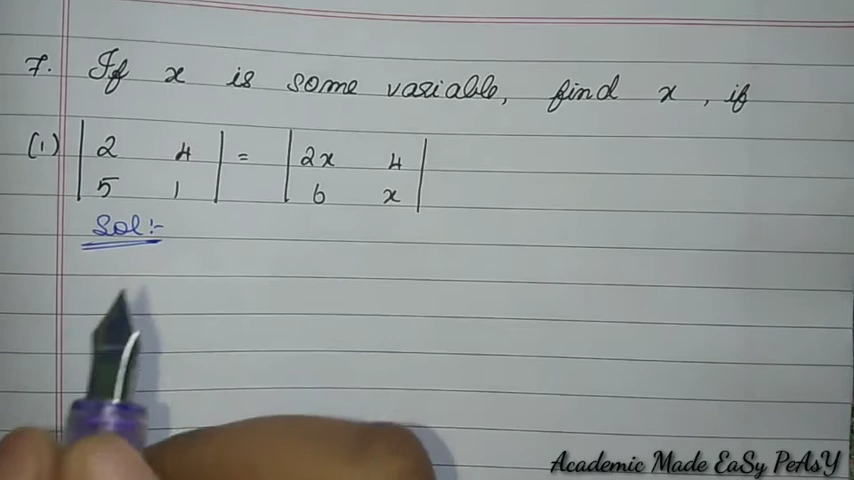 7. If x is some variable, find x, if
(1) | 2 4 | = | 2x 4 |
| 5 1 | | 6 x |
Sol:-
Academic Made EaSy PeAsY